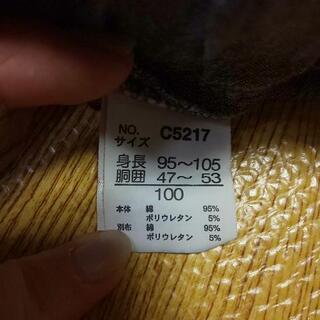 NO. C5217
サイズ
身長 95～105
胴囲 47～ 53
100
本体 綿 95%
ポリウレタン 5%
別布 綿 95%
ポリウレタン 5%